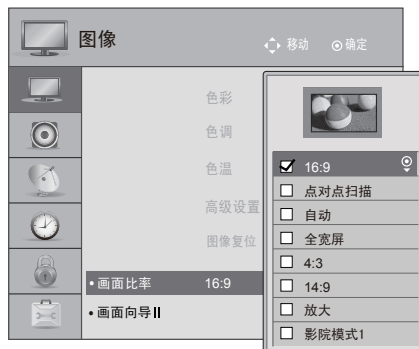 图像
移动 确定
色彩
色调
色温
高级设置
图像复位
•画面比率 16:9
•画面向导II
16:9
点对点扫描
自动
全宽屏
4:3
14:9
放大
影院模式1